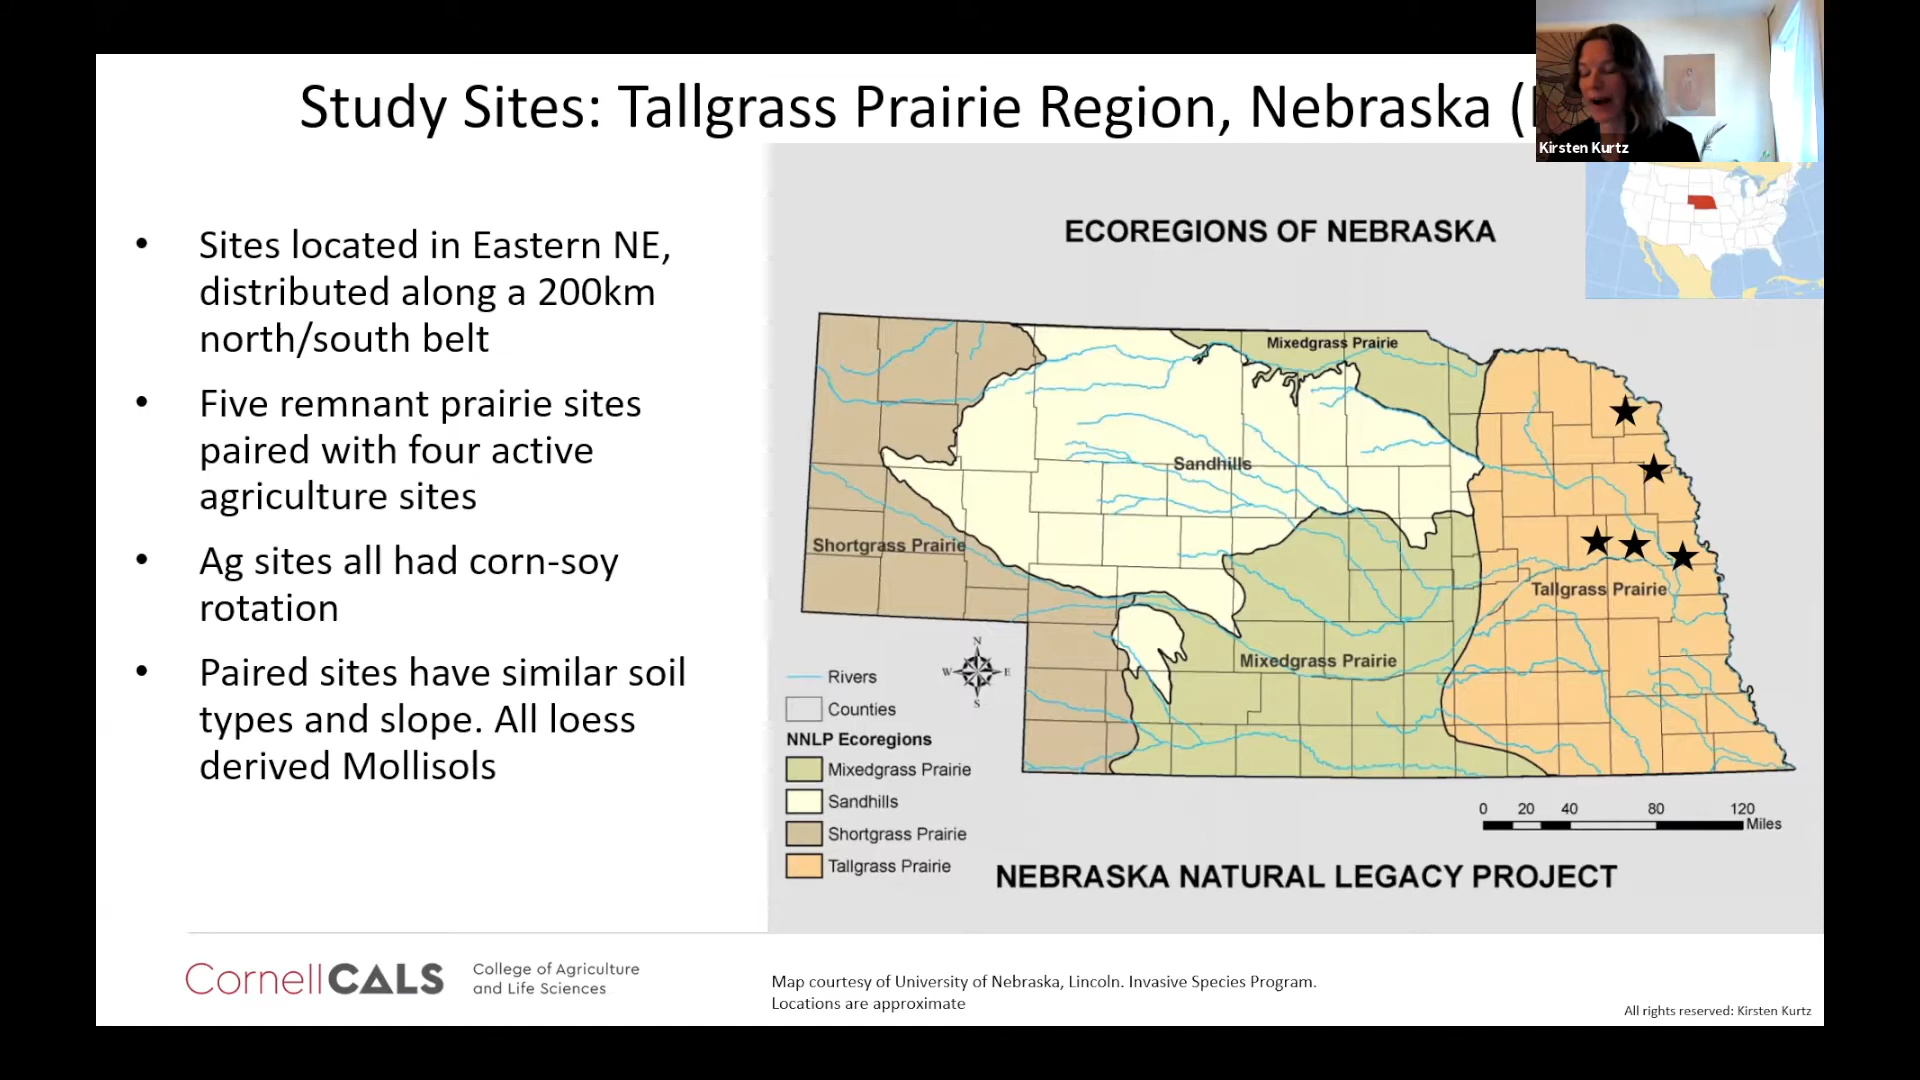 Study Sites: Tallgrass Prairie Region, Nebraska (
Kirsten Kurtz
• Sites located in Eastern NE,
distributed along a 200km
north/south belt
• Five remnant prairie sites
paired with four active
agriculture sites
• Ag sites all had corn-soy
rotation
• Paired sites have similar soil
types and slope. All loess
derived Mollisols
ECOREGIONS OF NEBRASKA
Mixedgrass Prairie
Sandhills
Shortgrass Prairie
Tallgrass Prairie
Mixedgrass Prairie
N
W E
S
Rivers
Counties
NNLP Ecoregions
Mixedgrass Prairie
Sandhills
Shortgrass Prairie
Tallgrass Prairie
0 20 40 80 120
Miles
NEBRASKA NATURAL LEGACY PROJECT
CornellCALS
College of Agriculture
and Life Sciences
Map courtesy of University of Nebraska, Lincoln. Invasive Species Program.
Locations are approximate
All rights reserved: Kirsten Kurtz